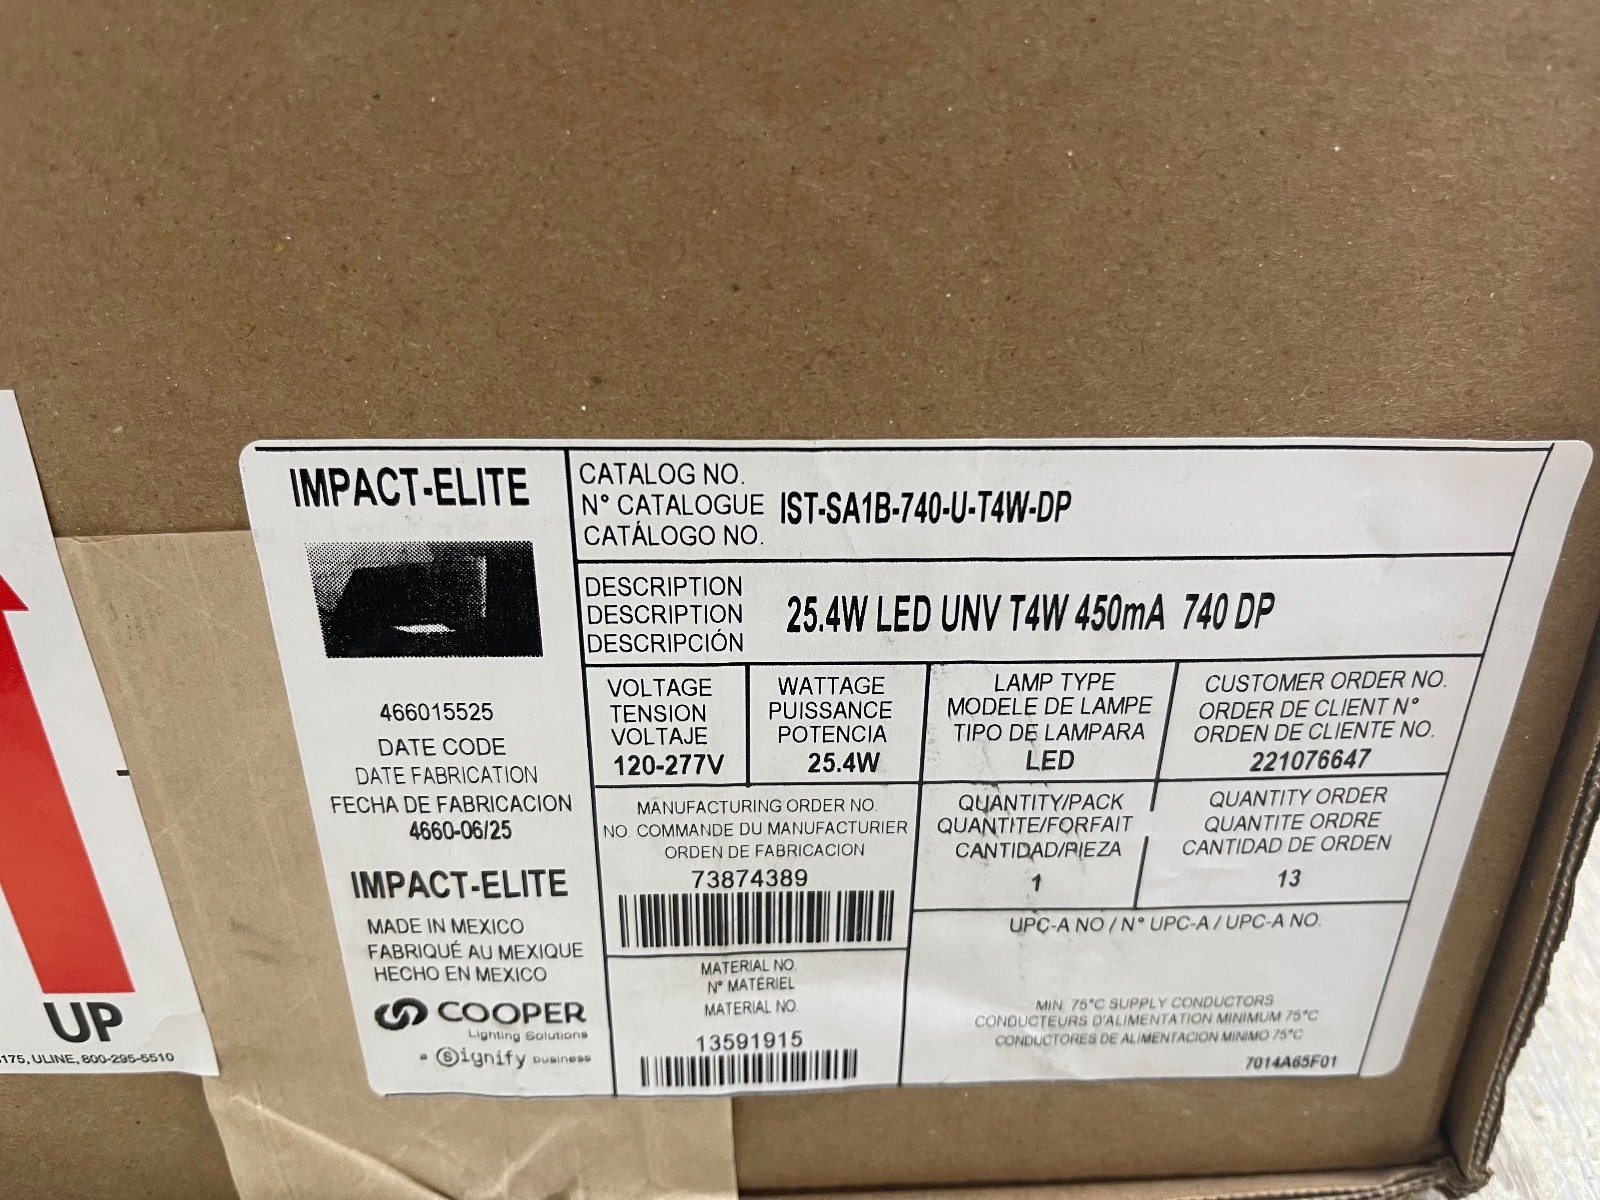 IMPACT-ELITE
466015525
DATE CODE
DATE FABRICATION
FECHA DE FABRICACION
4660-06/25
IMPACT-ELITE
MADE IN MEXICO
FABRIQUÉ AU MEXIQUE
HECHO EN MEXICO
COOPER
Lighting Solutions
a Signify business
CATALOG NO.
N° CATALOGUE
CATÁLOGO NO.
IST-SA1B-740-U-T4W-DP
DESCRIPTION
DESCRIPTION
DESCRIPCIÓN
25.4W LED UNV T4W 450mA 740 DP
VOLTAGE
TENSION
VOLTAJE
120-277V
WATTAGE
PUISSANCE
POTENCIA
25.4W
LAMP TYPE
MODELE DE LAMPE
TIPO DE LAMPARA
LED
CUSTOMER ORDER NO.
ORDER DE CLIENT N°
ORDEN DE CLIENTE NO.
221076647
MANUFACTURING ORDER NO.
NO. COMMANDE DU MANUFACTURIER
ORDEN DE FABRICACION
73874389
QUANTITY/PACK
QUANTITE/FORFAIT
CANTIDAD/PIEZA
1
QUANTITY ORDER
QUANTITE ORDRE
CANTIDAD DE ORDEN
13
MATERIAL NO.
N° MATÉRIEL
MATERIAL NO.
13591915
UPC-A NO / N° UPC-A / UPC-A NO.
MIN. 75°C SUPPLY CONDUCTORS
CONDUCTEURS D'ALIMENTATION MINIMUM 75°C
CONDUCTORES DE ALIMENTACION MINIMO 75°C
7014A65F01
UP
175, ULINE, 800-295-5510